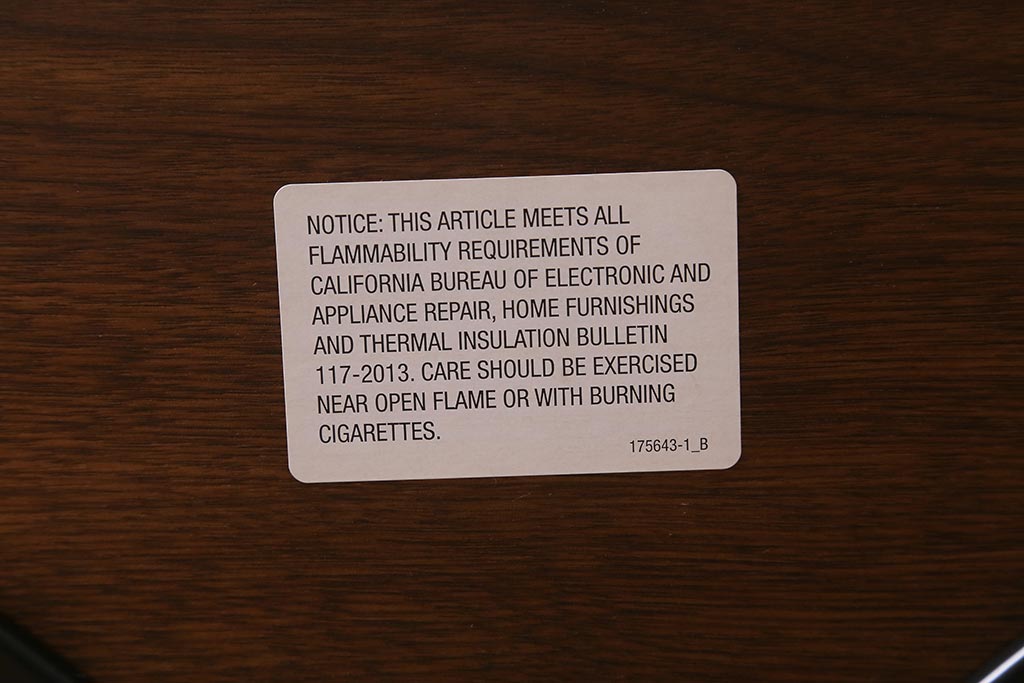 NOTICE: THIS ARTICLE MEETS ALL
FLAMMABILITY REQUIREMENTS OF
CALIFORNIA BUREAU OF ELECTRONIC AND
APPLIANCE REPAIR, HOME FURNISHINGS
AND THERMAL INSULATION BULLETIN
117-2013. CARE SHOULD BE EXERCISED
NEAR OPEN FLAME OR WITH BURNING
CIGARETTES.
175643-1_B